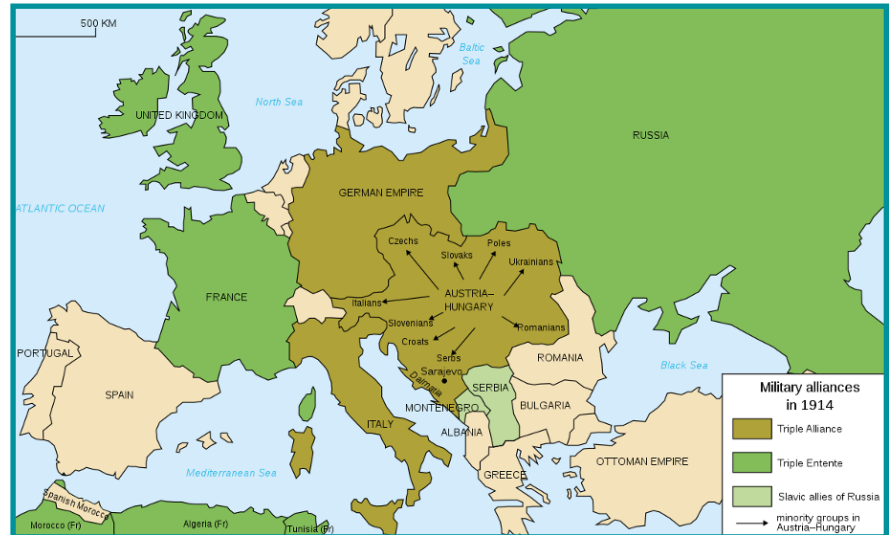 500 KM
Baltic
Sea
North Sea
UNITED KINGDOM
RUSSIA
GERMAN EMPIRE
ATLANTIC OCEAN
Czechs
Poles
Slovaks
Ukrainians
AUSTRIA–
HUNGARY
FRANCE
Italians
Slovenians
Romanians
Croats
PORTUGAL
Serbs
ROMANIA
Black Sea
Sarajevo
SPAIN
Dalmatia
SERBIA
MONTENEGRO
BULGARIA
ITALY
ALBANIA
OTTOMAN EMPIRE
Mediterranean Sea
GREECE
Spanish Morocco
Morocco (Fr)
Algeria (Fr)
Tunisia (Fr)
Military alliances
in 1914
Triple Alliance
Triple Entente
Slavic allies of Russia
minority groups in
Austria–Hungary